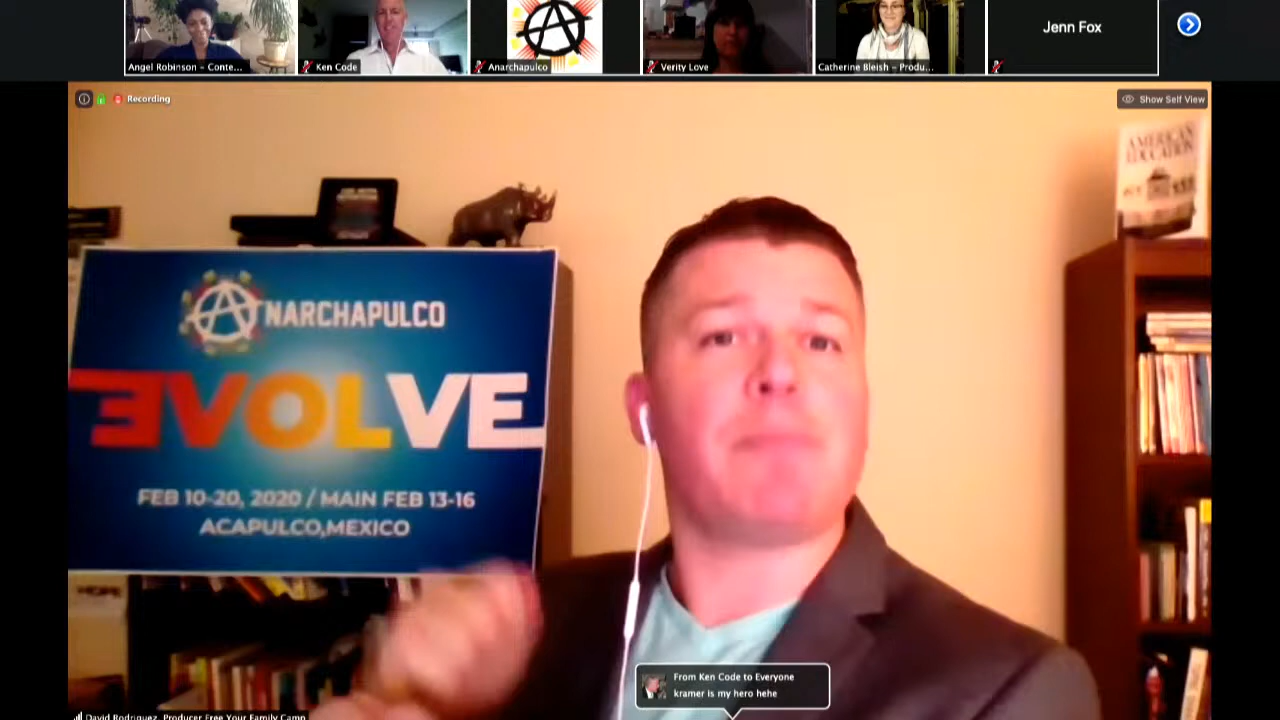 Angel Robinson – Conte...
Ken Code
Anarchapulco
Verity Love
Catherine Bleish – Produ...
Jenn Fox
Recording
Show Self View
AMERICAN
EDUCATION
NARCHAPULCO
EVOLVE
FEB 10-20, 2020 / MAIN FEB 13-16
ACAPULCO, MEXICO
HOPE
From Ken Code to Everyone
kramer is my hero hehe
David Rodriguez, Producer Free Your Family Camp